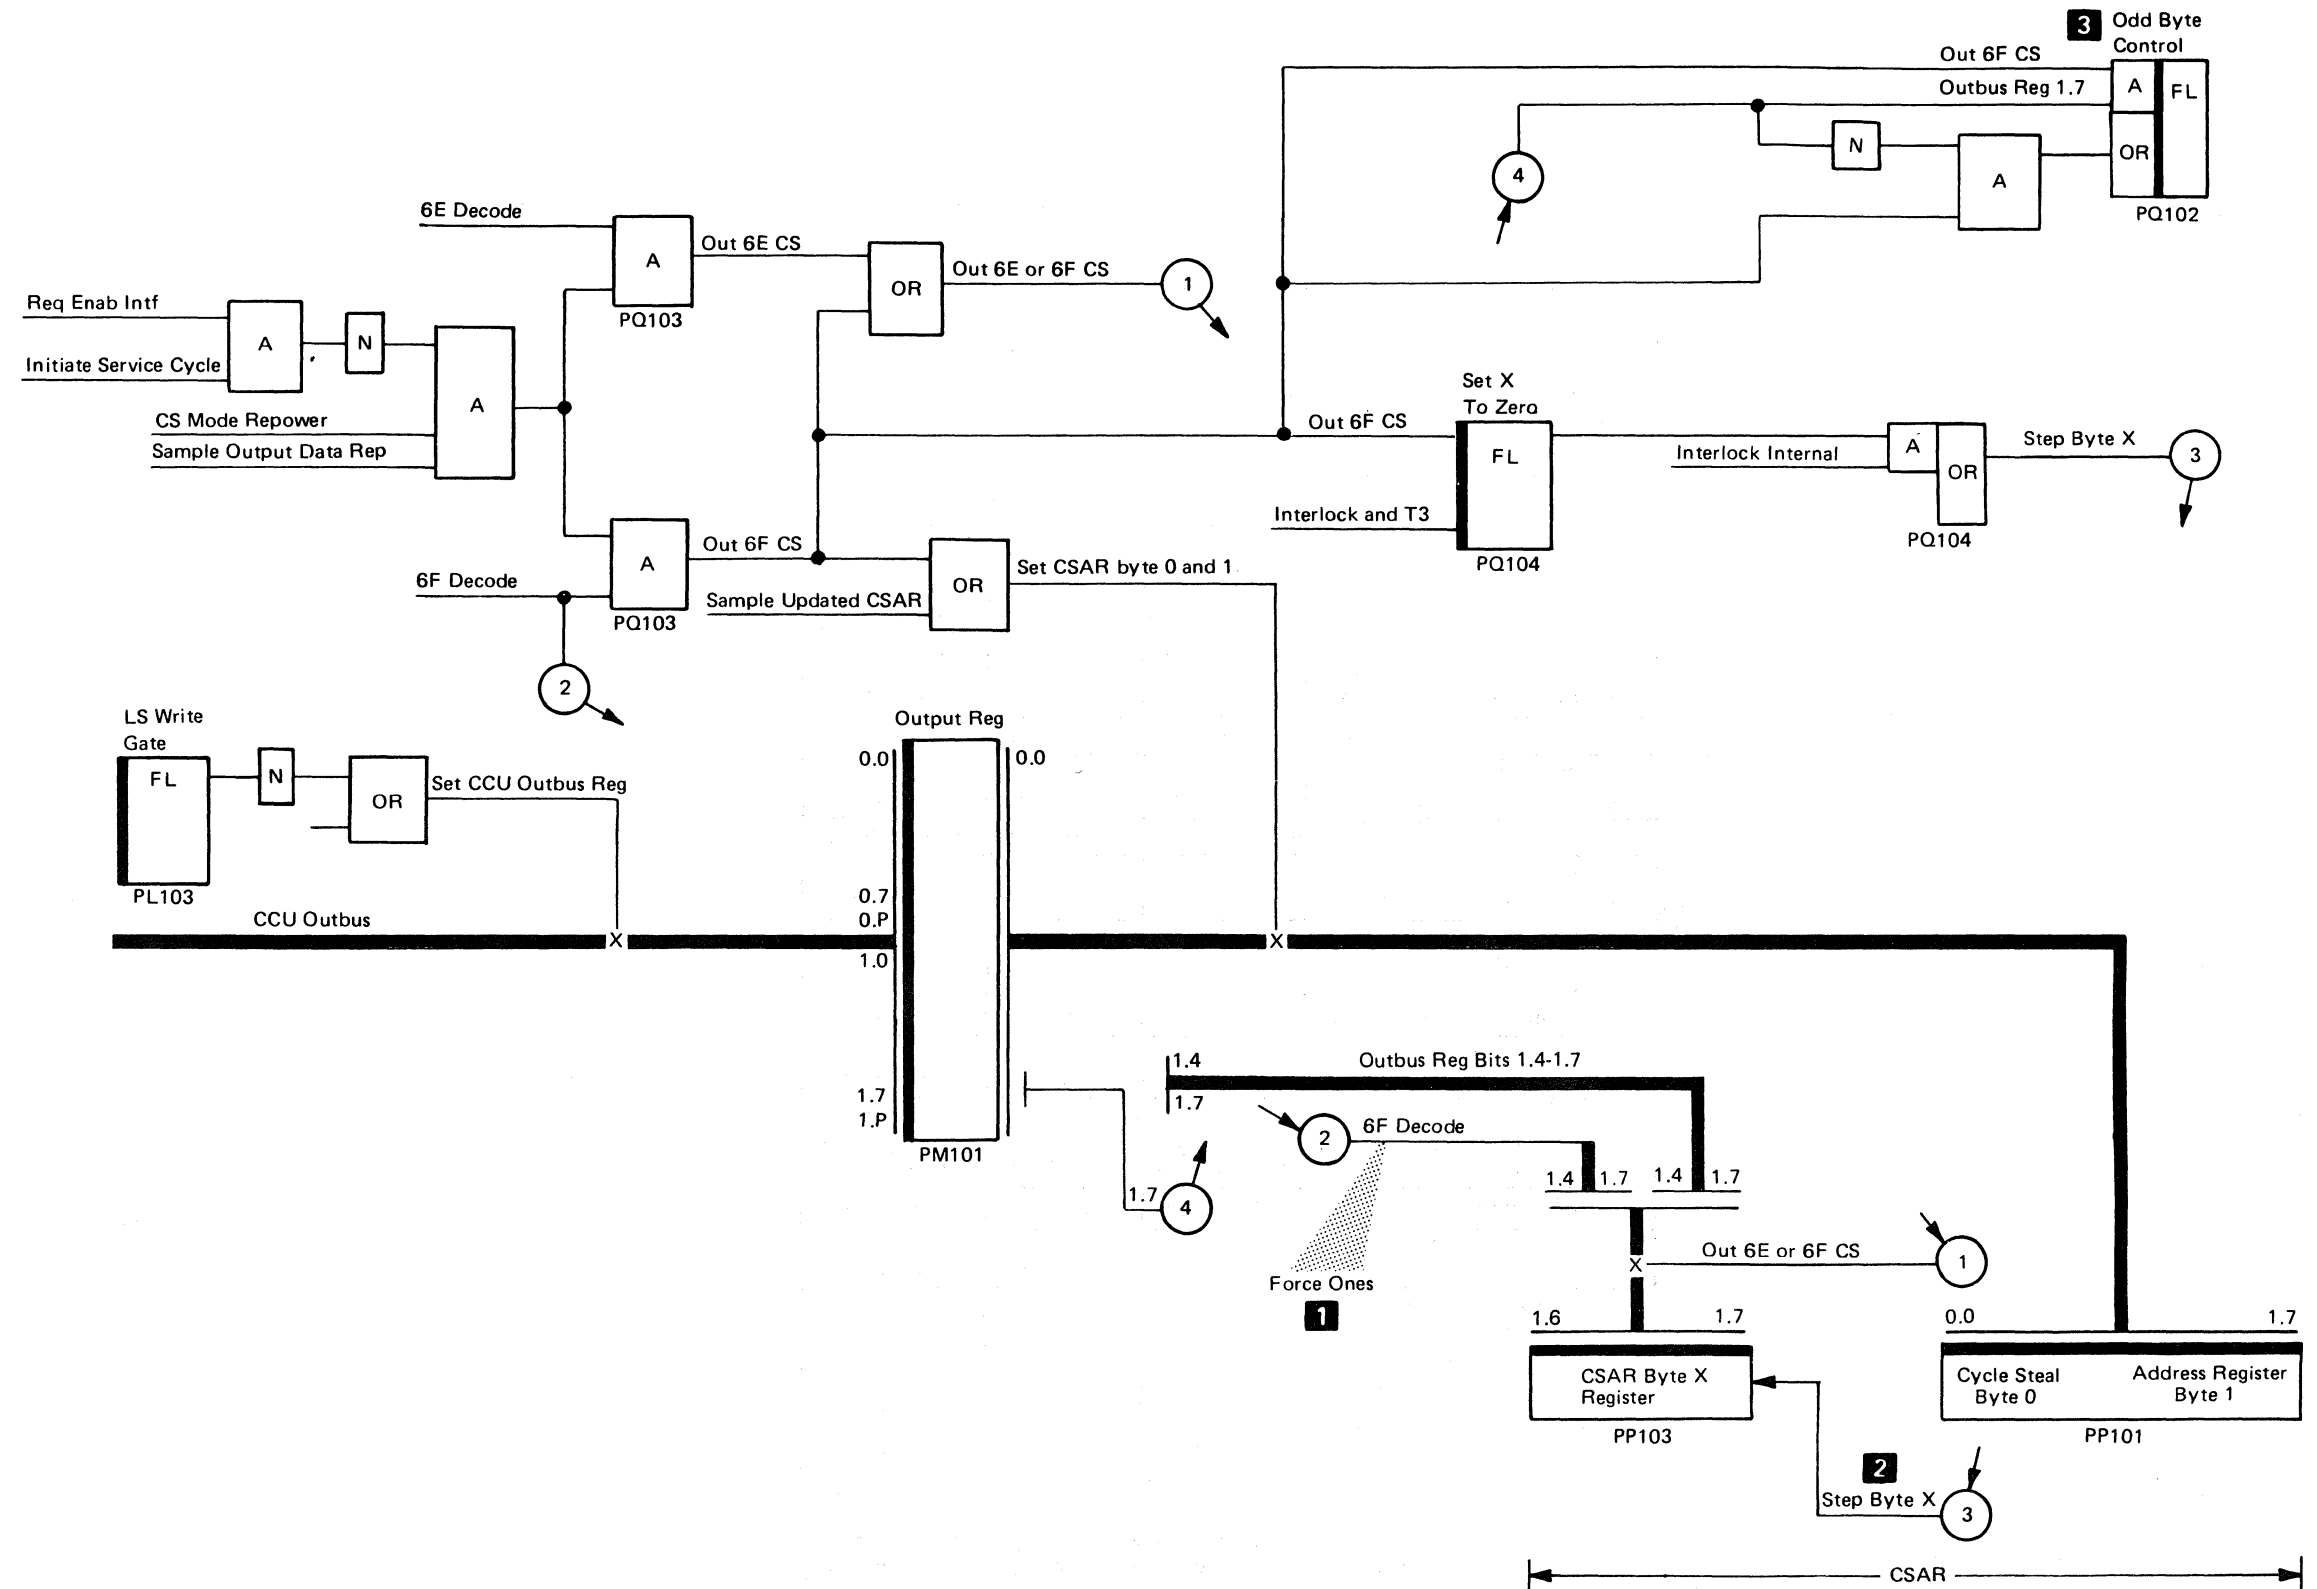 3
Odd Byte
Control
Out 6F CS
Outbus Reg 1.7
A
FL
N
OR
4
A
PQ102
6E Decode
A
Out 6E CS
PQ103
OR
Out 6E or 6F CS
1
Req Enab Intf
A
N
Initiate Service Cycle
A
CS Mode Repower
Sample Output Data Rep
Set X
To Zero
Out 6F CS
FL
Interlock and T3
PQ104
A
Interlock Internal
OR
PQ104
Step Byte X
3
A
Out 6F CS
6F Decode
PQ103
Sample Updated CSAR
OR
Set CSAR byte 0 and 1
2
LS Write
Gate
FL
N
OR
Set CCU Outbus Reg
PL103
CCU Outbus
X
Output Reg
0.0
0.0
0.7
0.P
1.0
1.7
1.P
PM101
X
1.7
4
1.4
Outbus Reg Bits 1.4-1.7
1.7
2
6F Decode
1.4
1.7
1.4
1.7
Force Ones
1
X
Out 6E or 6F CS
1
1.6
1.7
0.0
1.7
CSAR Byte X
Register
PP103
Cycle Steal
Byte 0
Address Register
Byte 1
PP101
2
Step Byte X
3
CSAR